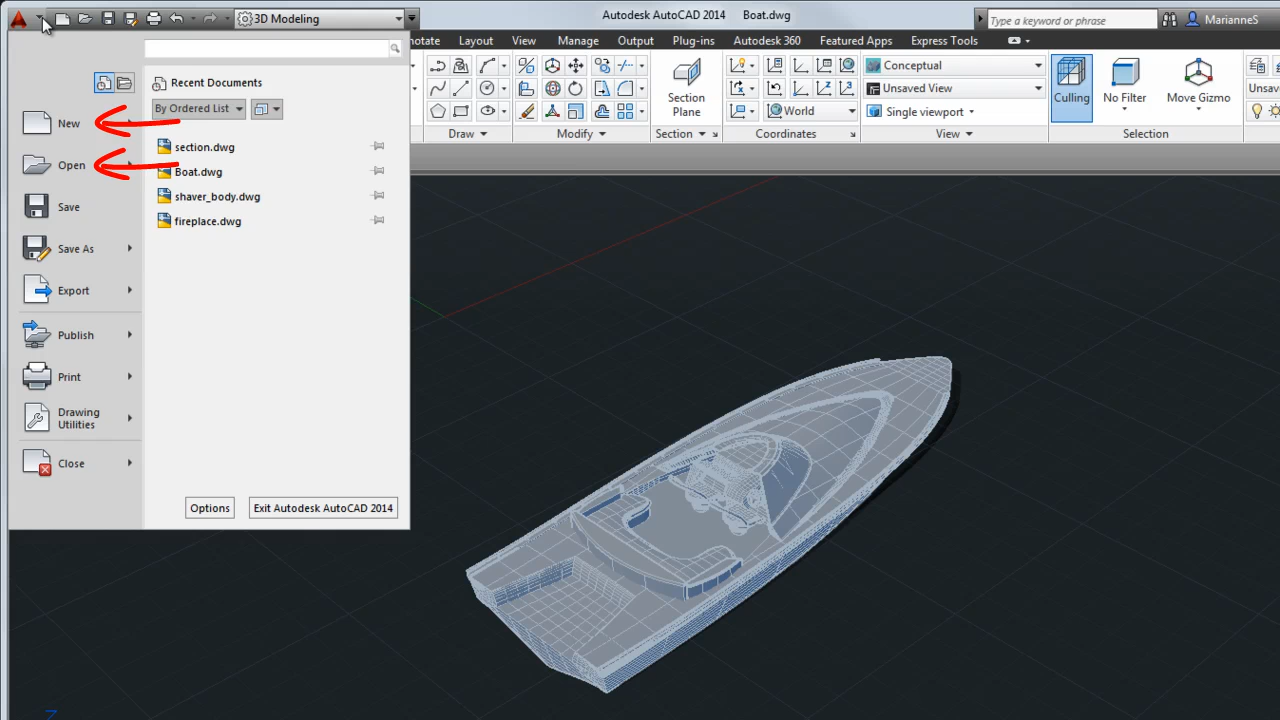 3D Modeling
Autodesk AutoCAD 2014 Boat.dwg
Type a keyword or phrase
MarianneS
notate Layout View Manage Output Plug-ins Autodesk 360 Featured Apps Express Tools
Recent Documents
By Ordered List
New
Open
Save
Save As
Export
Publish
Print
Drawing
Utilities
Close
section.dwg
Boat.dwg
shaver_body.dwg
fireplace.dwg
Options
Exit Autodesk AutoCAD 2014
Draw
Modify
Section
Plane
Section
World
Coordinates
Conceptual
Unsaved View
Single viewport
View
Culling
No Filter
Move Gizmo
Selection
Unsav
Z